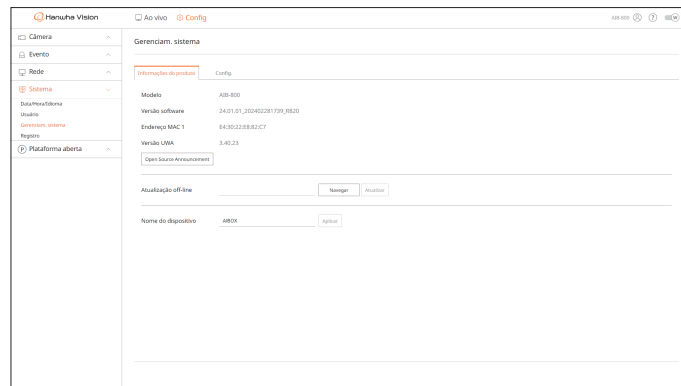 Hanwha Vision
Ao vivo
Config
AIB-800
Câmera
Evento
Rede
Sistema
Data/Hora/Idioma
Usuário
Gerenciam. sistema
Registro
Plataforma aberta
Gerenciam. sistema
Informações do produto
Config.
Modelo AIB-800
Versão software 24.01.01_202402281739_R820
Endereço MAC 1 E4:30:22:E8:82:C7
Versão UWA 3.40.23
Open Source Announcement
Atualização off-line Navegar Atualizar
Nome do dispositivo AIBOX Aplicar